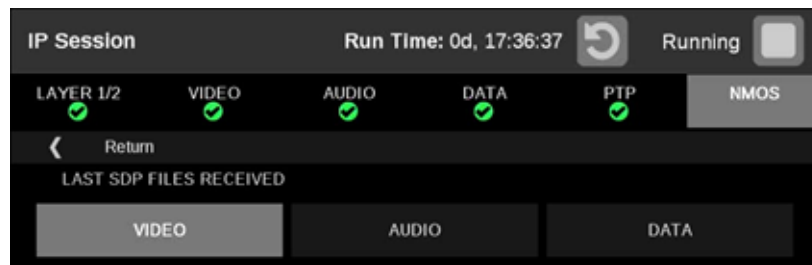 IP Session Run Time: 0d, 17:36:37 Running
LAYER 1/2 VIDEO AUDIO DATA PTP NMOS
Return
LAST SDP FILES RECEIVED
VIDEO AUDIO DATA